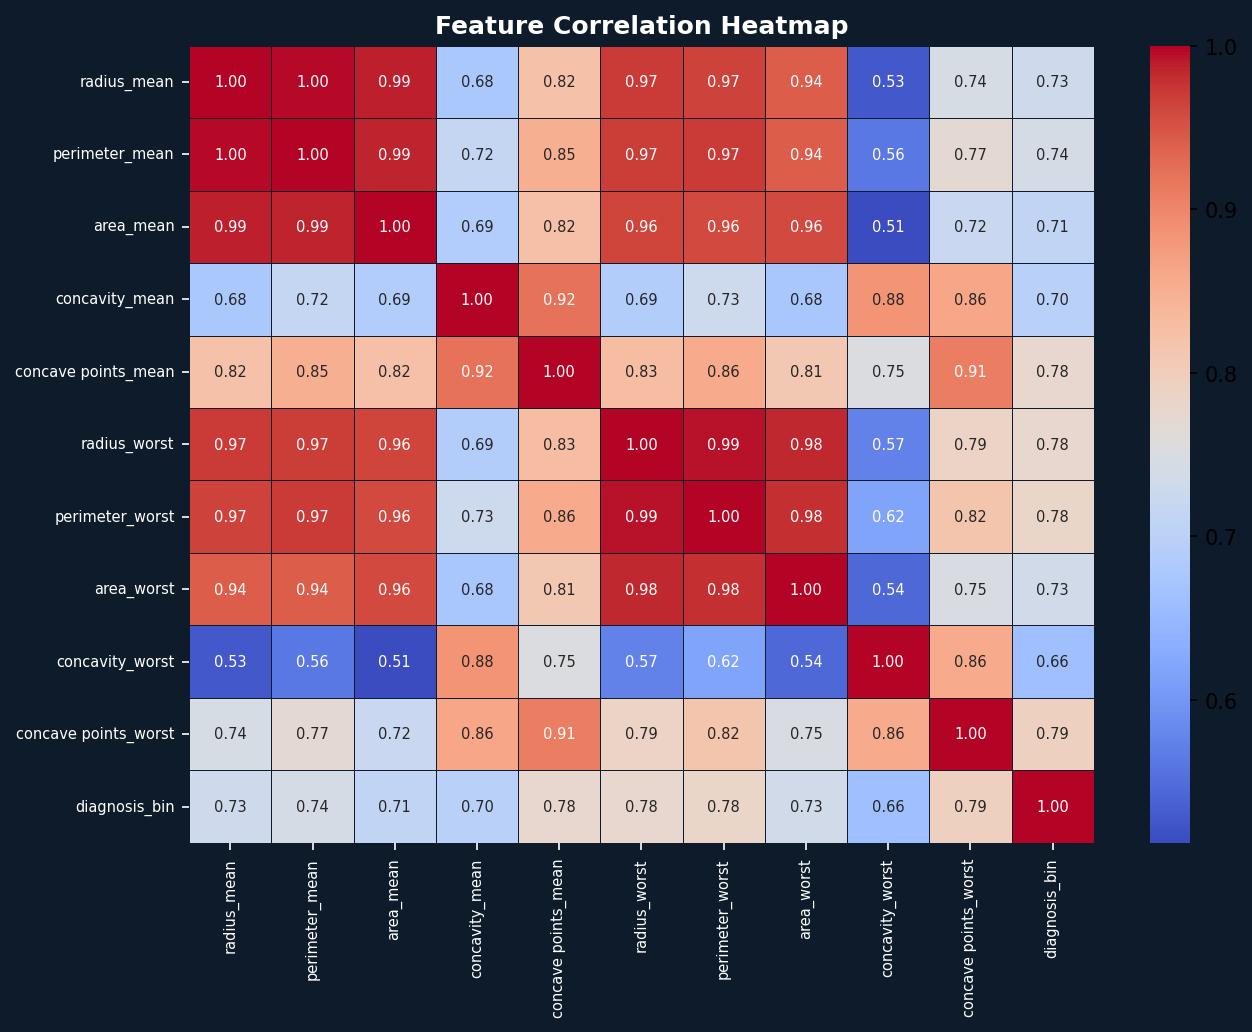 Feature Correlation Heatmap
radius_mean 1.00 1.00 0.99 0.68 0.82 0.97 0.97 0.94 0.53 0.74 0.73
perimeter_mean 1.00 1.00 0.99 0.72 0.85 0.97 0.97 0.94 0.56 0.77 0.74
area_mean 0.99 0.99 1.00 0.69 0.82 0.96 0.96 0.96 0.51 0.72 0.71
concavity_mean 0.68 0.72 0.69 1.00 0.92 0.69 0.73 0.68 0.88 0.86 0.70
concave points_mean 0.82 0.85 0.82 0.92 1.00 0.83 0.86 0.81 0.75 0.91 0.78
radius_worst 0.97 0.97 0.96 0.69 0.83 1.00 0.99 0.98 0.57 0.79 0.78
perimeter_worst 0.97 0.97 0.96 0.73 0.86 0.99 1.00 0.98 0.62 0.82 0.78
area_worst 0.94 0.94 0.96 0.68 0.81 0.98 0.98 1.00 0.54 0.75 0.73
concavity_worst 0.53 0.56 0.51 0.88 0.75 0.57 0.62 0.54 1.00 0.86 0.66
concave points_worst 0.74 0.77 0.72 0.86 0.91 0.79 0.82 0.75 0.86 1.00 0.79
diagnosis_bin 0.73 0.74 0.71 0.70 0.78 0.78 0.78 0.73 0.66 0.79 1.00
radius_mean
perimeter_mean
area_mean
concavity_mean
concave points_mean
radius_worst
perimeter_worst
area_worst
concavity_worst
concave points_worst
diagnosis_bin
1.0
0.9
0.8
0.7
0.6